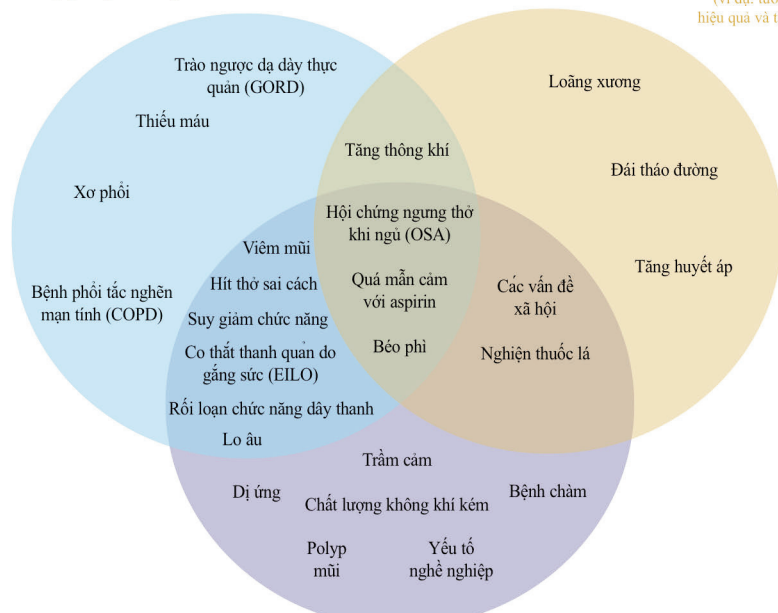 hiệu quả và t
Trào ngược dạ dày thực
quản (GORD)
Thiếu máu
Xơ phổi
Bệnh phổi tắc nghẽn
mạn tính (COPD)
Loãng xương
Đái tháo đường
Tăng huyết áp
Tăng thông khí
Hội chứng ngưng thở
khi ngủ (OSA)
Quá mẫn cảm
với aspirin
Béo phì
Viêm mũi
Hít thở sai cách
Suy giảm chức năng
Co thắt thanh quản do
gắng sức (EILO)
Rối loạn chức năng dây thanh
Lo âu
Các vấn đề
xã hội
Nghiện thuốc lá
Trầm cảm
Dị ứng
Chất lượng không khí kém
Bệnh chàm
Polyp
mũi
Yếu tố
nghề nghiệp